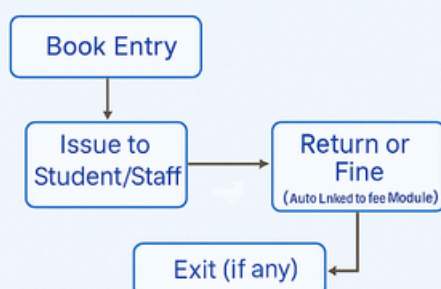 Book Entry
Issue to
Student/Staff
Return or
Fine
(Auto Lnked to fee Module)
Exit (if any)